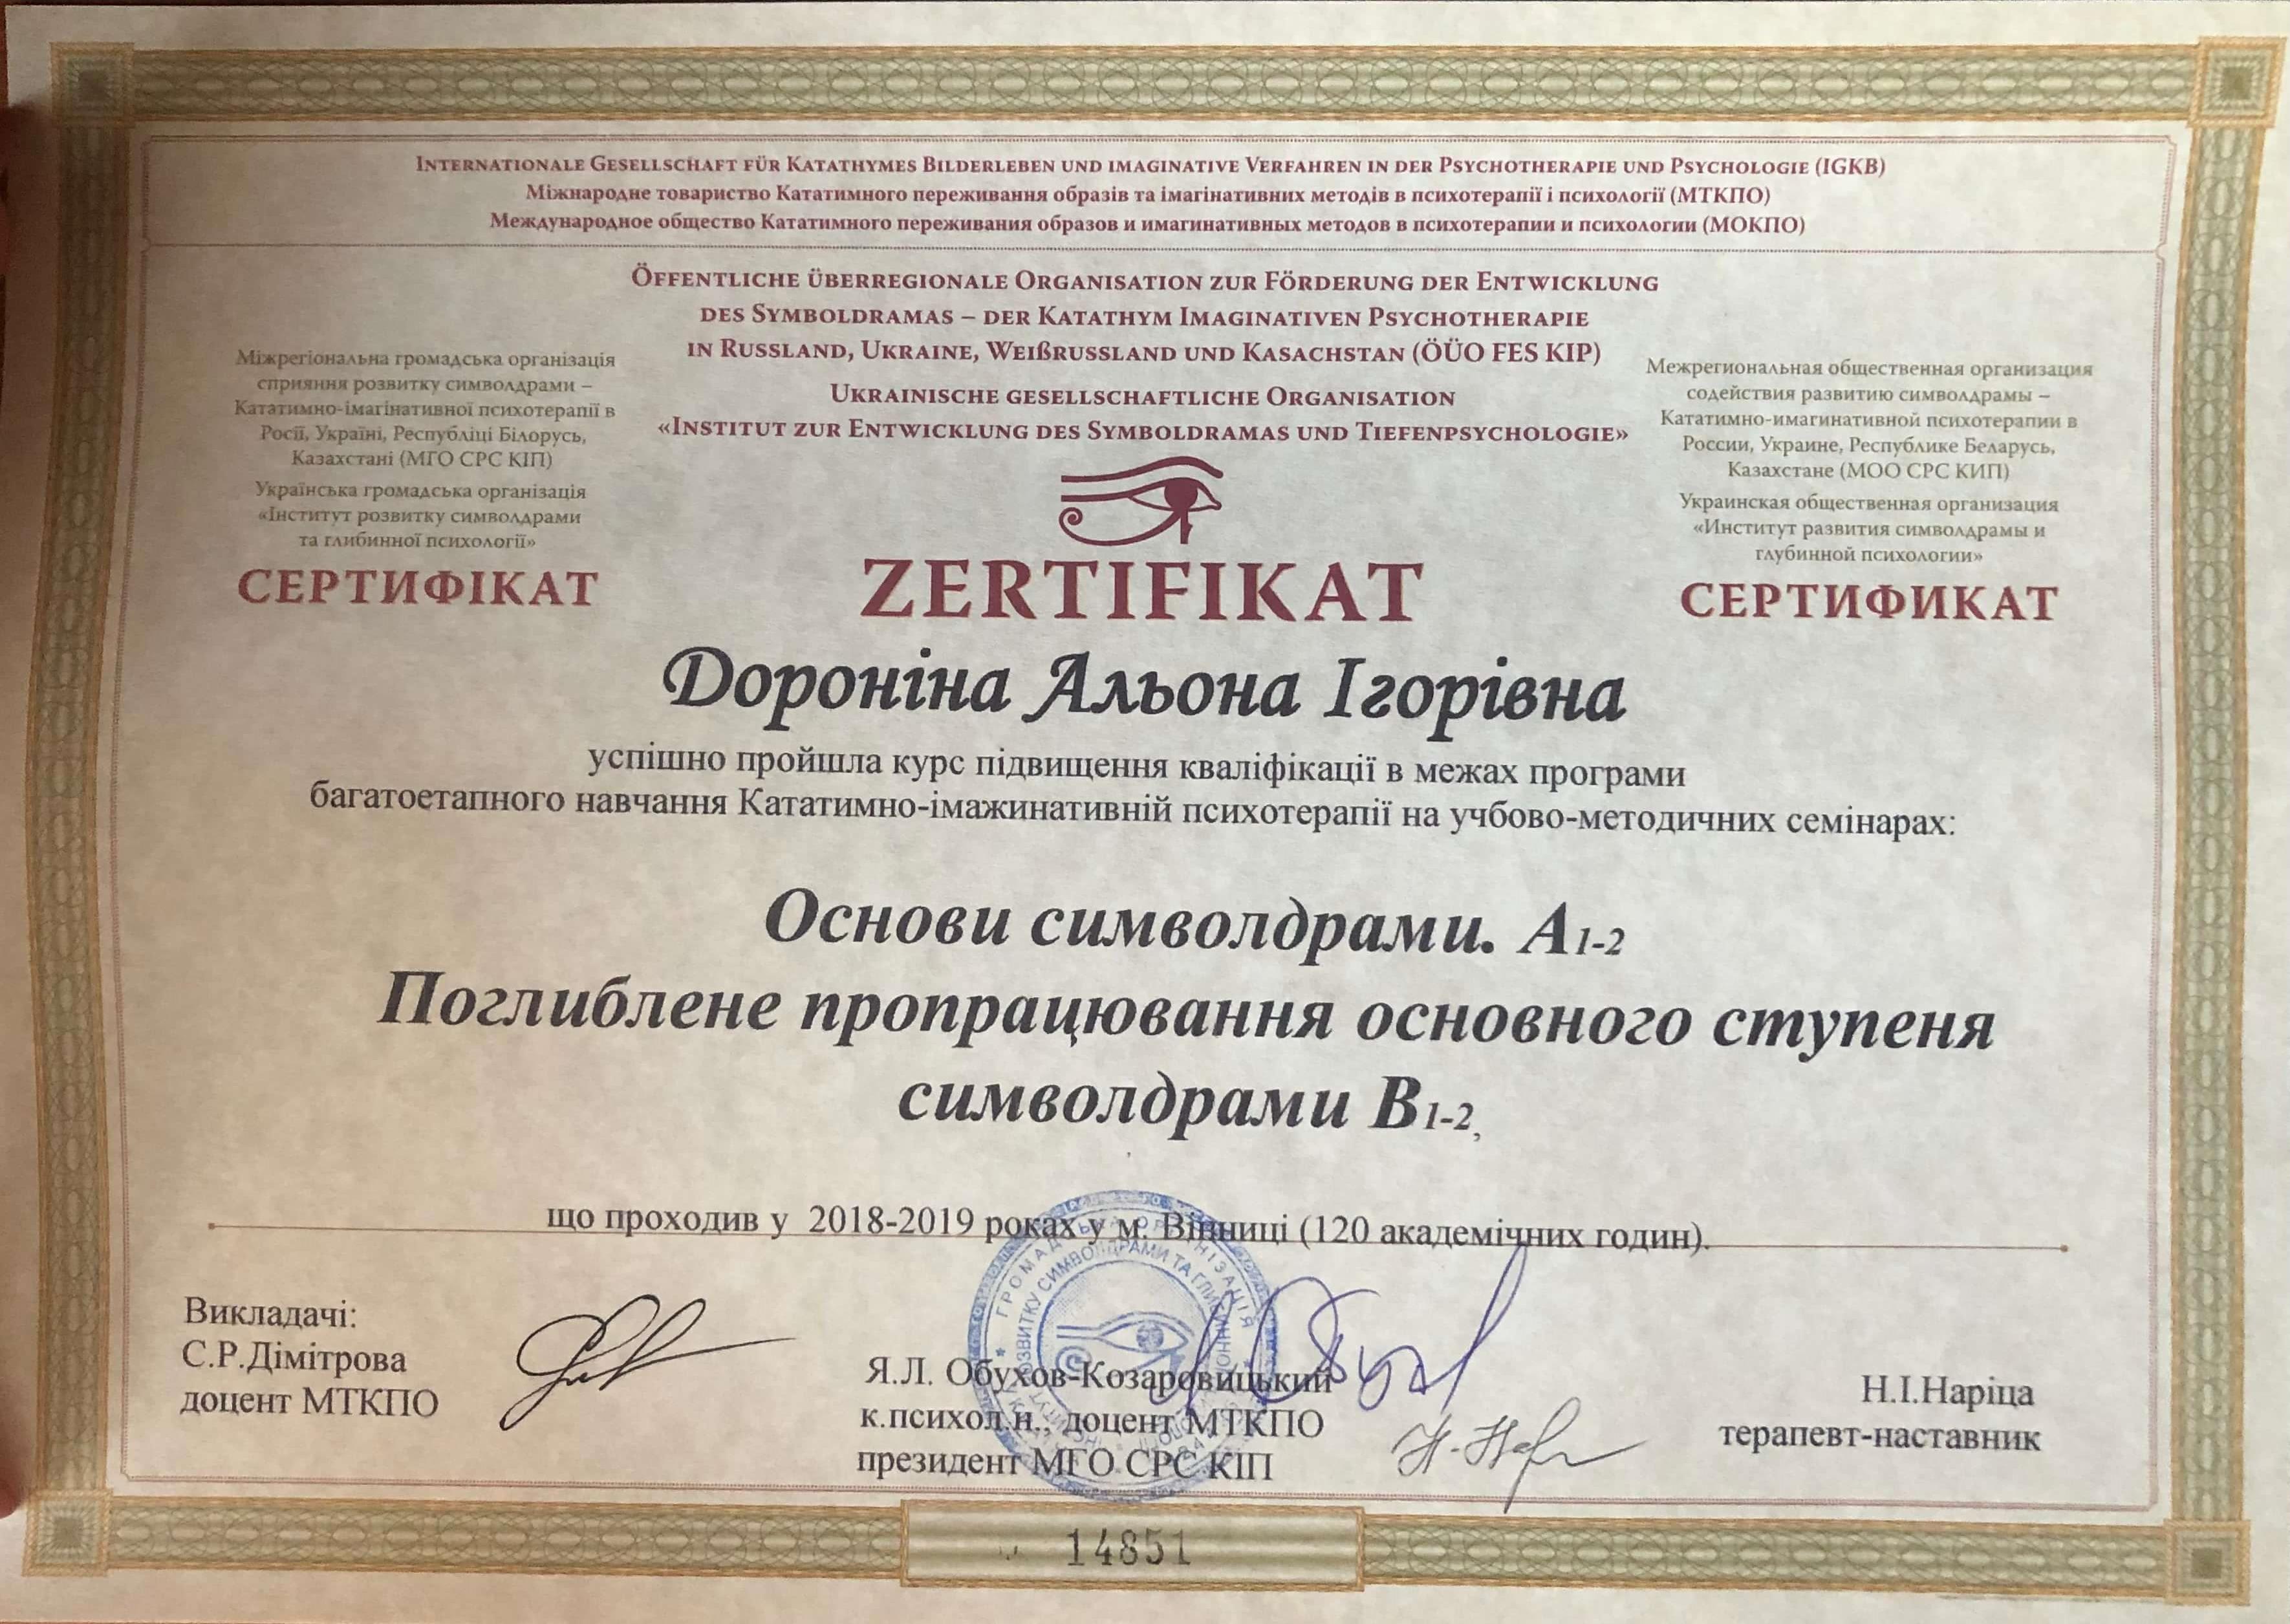 Internationale Gesellschaft für Katathymes Bilderleben und imaginative Verfahren in der Psychotherapie und Psychologie (IGKB)
Міжнародне товариство Кататимного переживання образів та імагінативних методів в психотерапії і психології (МТКПО)
Международное общество Кататимного переживания образов и имагинативных методов в психотерапии и психологии (МОКПО)
Öffentliche überregionale Organisation zur Förderung der Entwicklung
des Symboldramas – der Katathym Imaginativen Psychotherapie
in Russland, Ukraine, Weißrussland und Kasachstan (ÖÜO FES KIP)
Ukrainische gesellschaftliche Organisation
«Institut zur Entwicklung des Symboldramas und Tiefenpsychologie»
Міжрегіональна громадська організація
сприяння розвитку символдрами –
Кататимно-імагінативної психотерапії в
Росії, Україні, Республіці Білорусь,
Казахстані (МГО СРС КІП)
Українська громадська організація
«Інститут розвитку символдрами
та глибинної психології»
СЕРТИФІКАТ
Межрегиональная общественная организация
содействия развитию символдрамы –
Кататимно-имагинативной психотерапии в
России, Украине, Республике Беларусь,
Казахстане (МОО СРС КИП)
Украинская общественная организация
«Институт развития символдрамы и
глубинной психологии»
СЕРТИФИКАТ
ZERTIFIKAT
Дороніна Альона Ігорівна
успішно пройшла курс підвищення кваліфікації в межах програми
багатоетапного навчання Кататимно-імажинативній психотерапії на учбово-методичних семінарах:
Основи символдрами. А1-2
Поглиблене пропрацювання основного ступеня
символдрами В1-2,
що проходив у 2018-2019 роках у м. Вінниці (120 академічних годин).
Викладачі:
С.Р.Дімітрова
доцент МТКПО
Я.Л. Обухов-Козаровицький
к.психол.н., доцент МТКПО
президент МГО СРС КІП
Н.І.Наріца
терапевт-наставник
ГРОМАДСЬКА ОРГАНІЗАЦІЯ
РОЗВИТКУ СИМВОЛДРАМИ ТА ГЛИБИННОЇ
14851